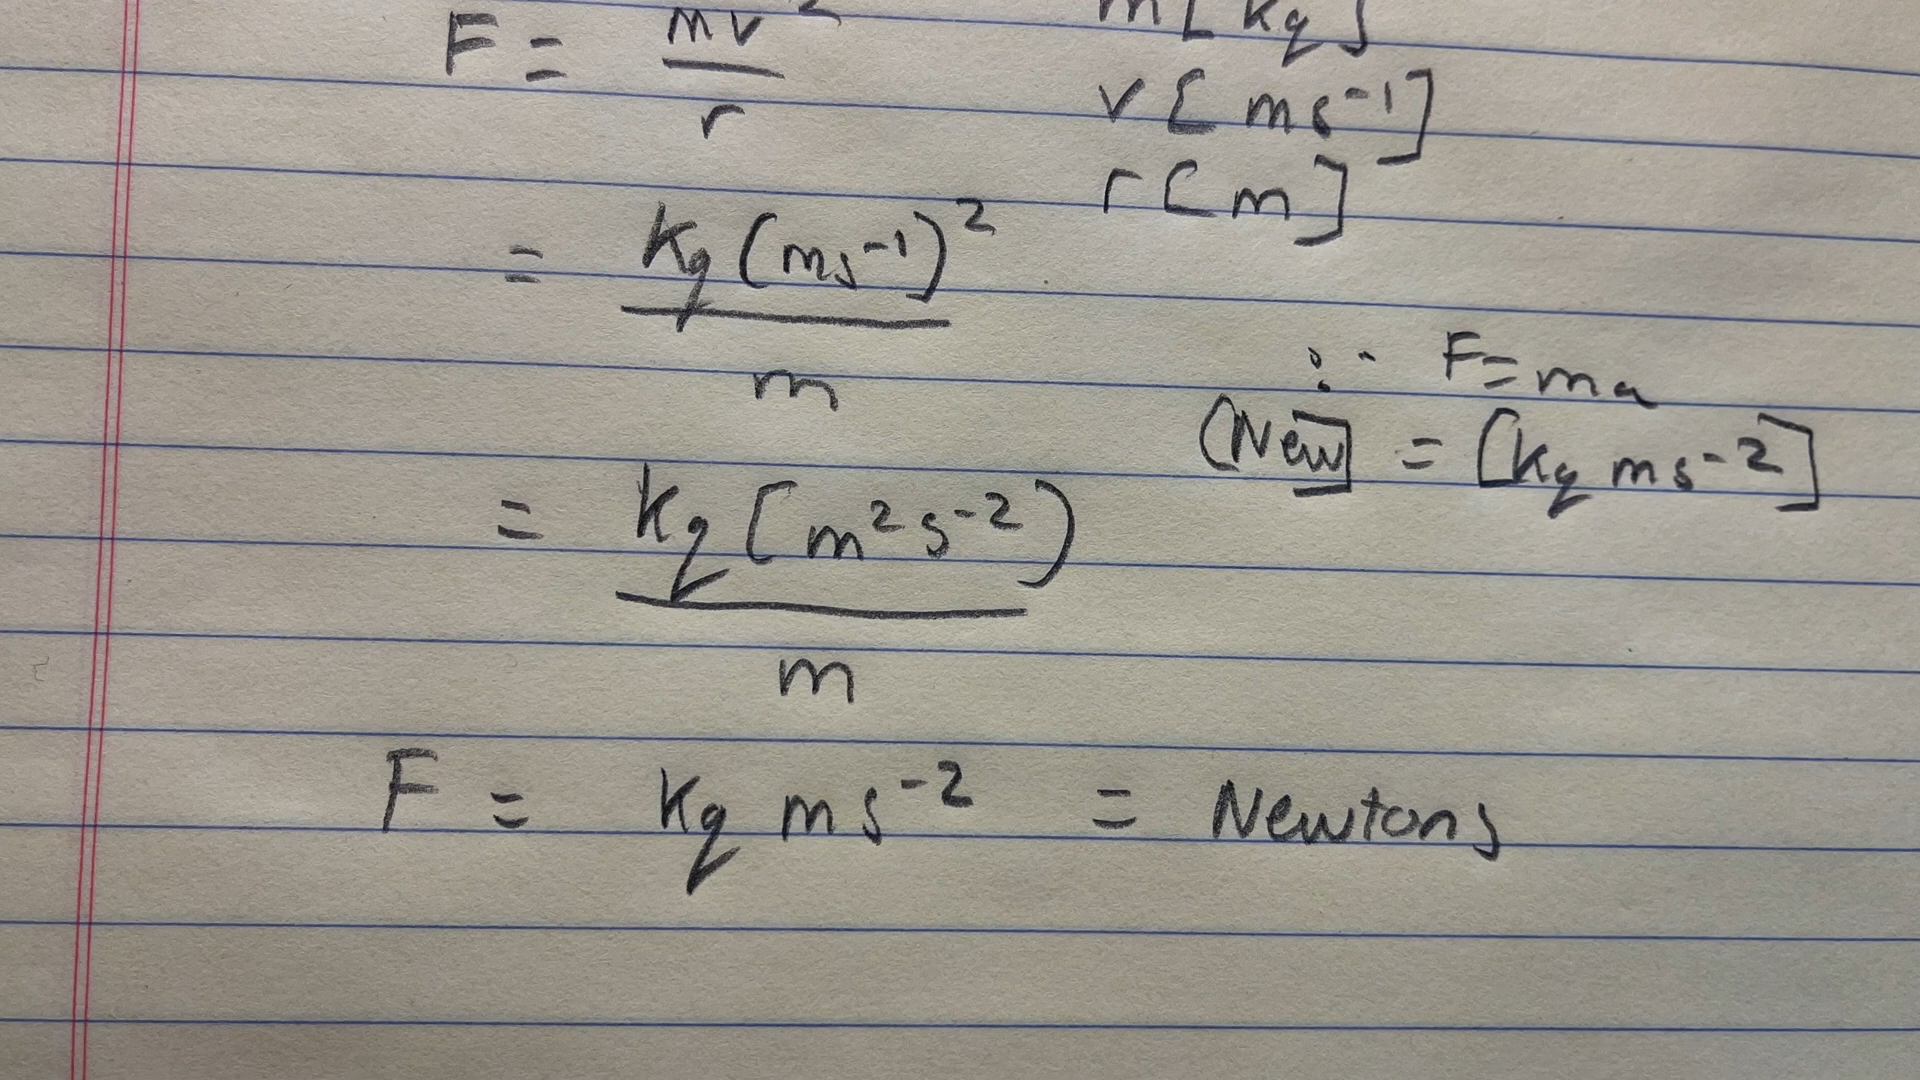 F = mv²/r
m [kg]
v [ms⁻¹]
r [m]
= kg (ms⁻¹)²/m
∵ F = ma
[New] = [kg ms⁻²]
= kg (m² s⁻²)/m
F = kg ms⁻² = Newtons